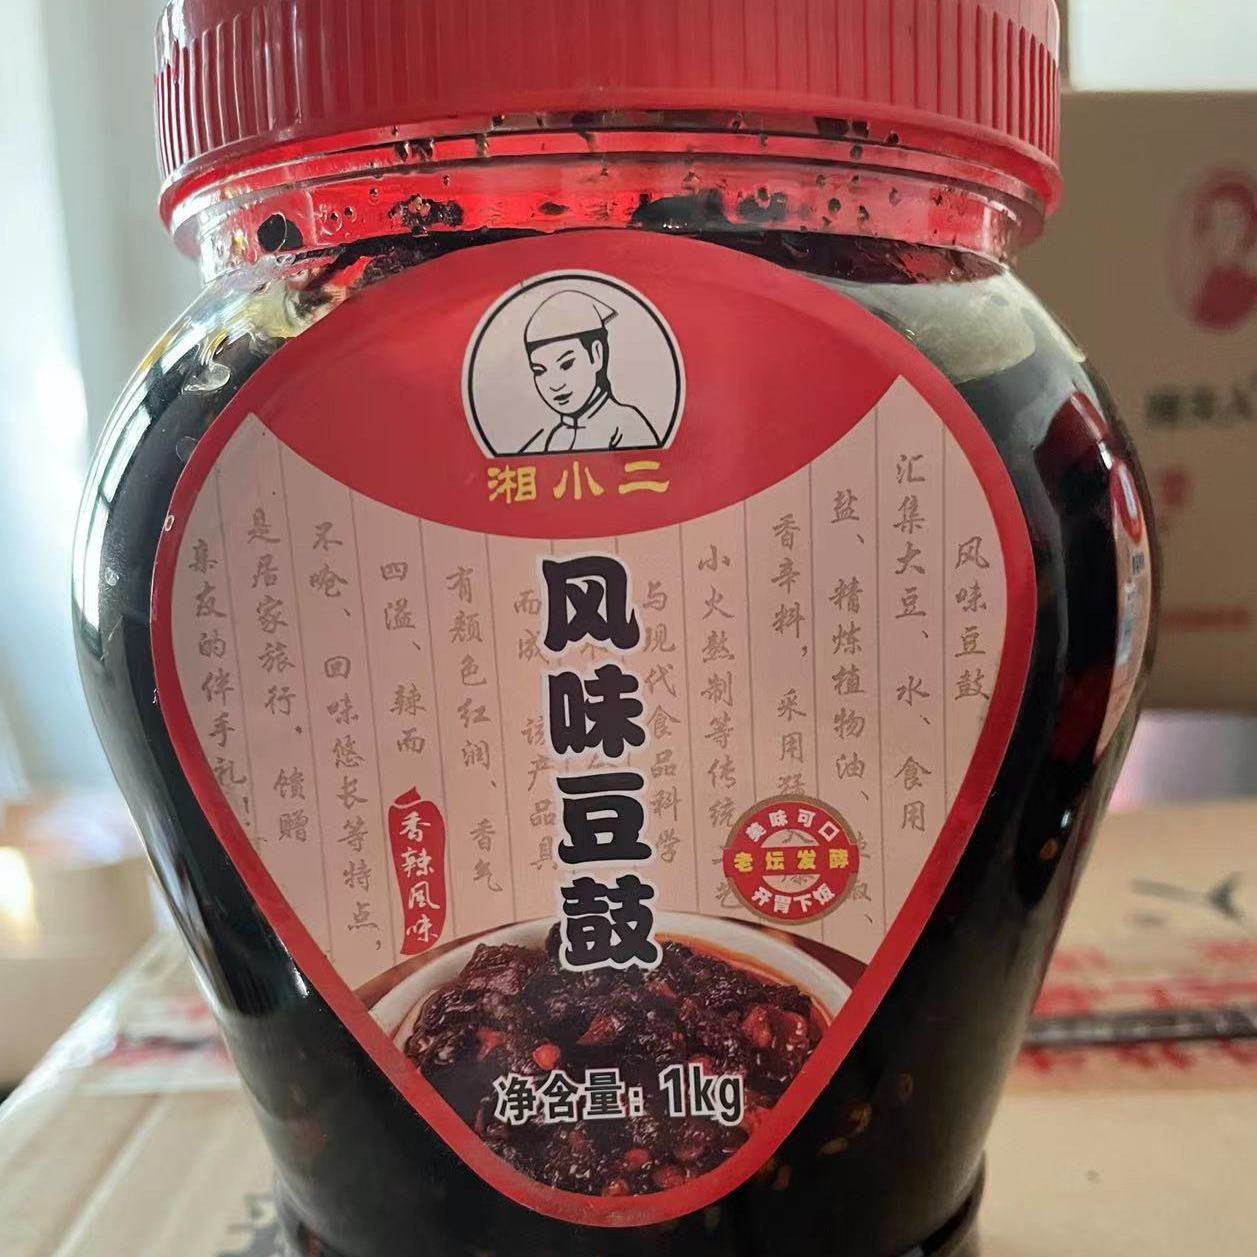 湘小二
风味豆鼓
风味豆鼓
汇集大豆、水、食用
盐、精炼植物油、
香辛料，采用
小火熬制等传统
与现代食品科学
而成 该产品具
有颜色红润、香气
四溢、辣而
不呛、回味悠长等特点，
是居家旅行，馈赠
亲友的伴手礼！
香辣风味
美味可口
老坛发酵
开胃下饭
净含量：1kg